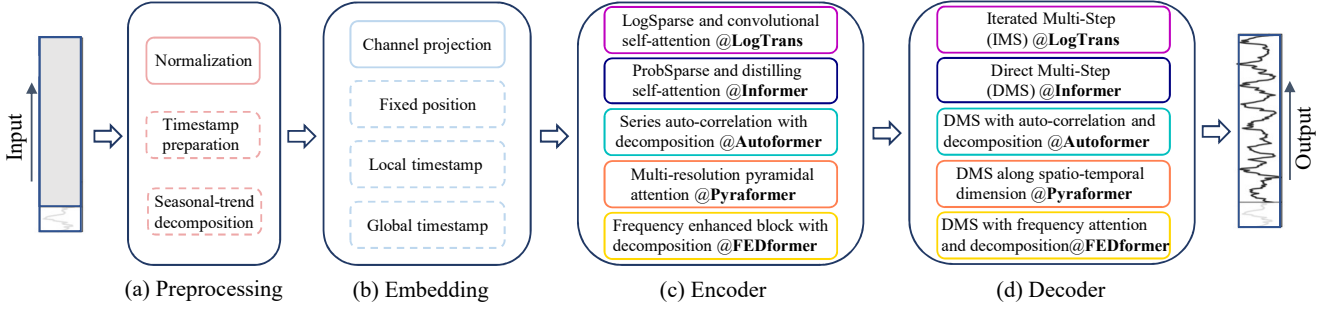 Input
Normalization
Timestamp
preparation
Seasonal-trend
decomposition
(a) Preprocessing
Channel projection
Fixed position
Local timestamp
Global timestamp
(b) Embedding
LogSparse and convolutional
self-attention @LogTrans
ProbSparse and distilling
self-attention @Informer
Series auto-correlation with
decomposition @Autoformer
Multi-resolution pyramidal
attention @Pyraformer
Frequency enhanced block with
decomposition @FEDformer
(c) Encoder
Iterated Multi-Step
(IMS) @LogTrans
Direct Multi-Step
(DMS) @Informer
DMS with auto-correlation and
decomposition @Autoformer
DMS along spatio-temporal
dimension @Pyraformer
DMS with frequency attention
and decomposition@FEDformer
(d) Decoder
Output